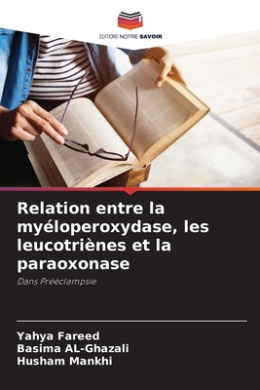 EDITIONS NOTRE SAVOIR
Relation entre la
myéloperoxydase, les
leucotriènes et la
paraoxonase
Dans Prééclampsie
Yahya Fareed
Basima AL-Ghazali
Husham Mankhi